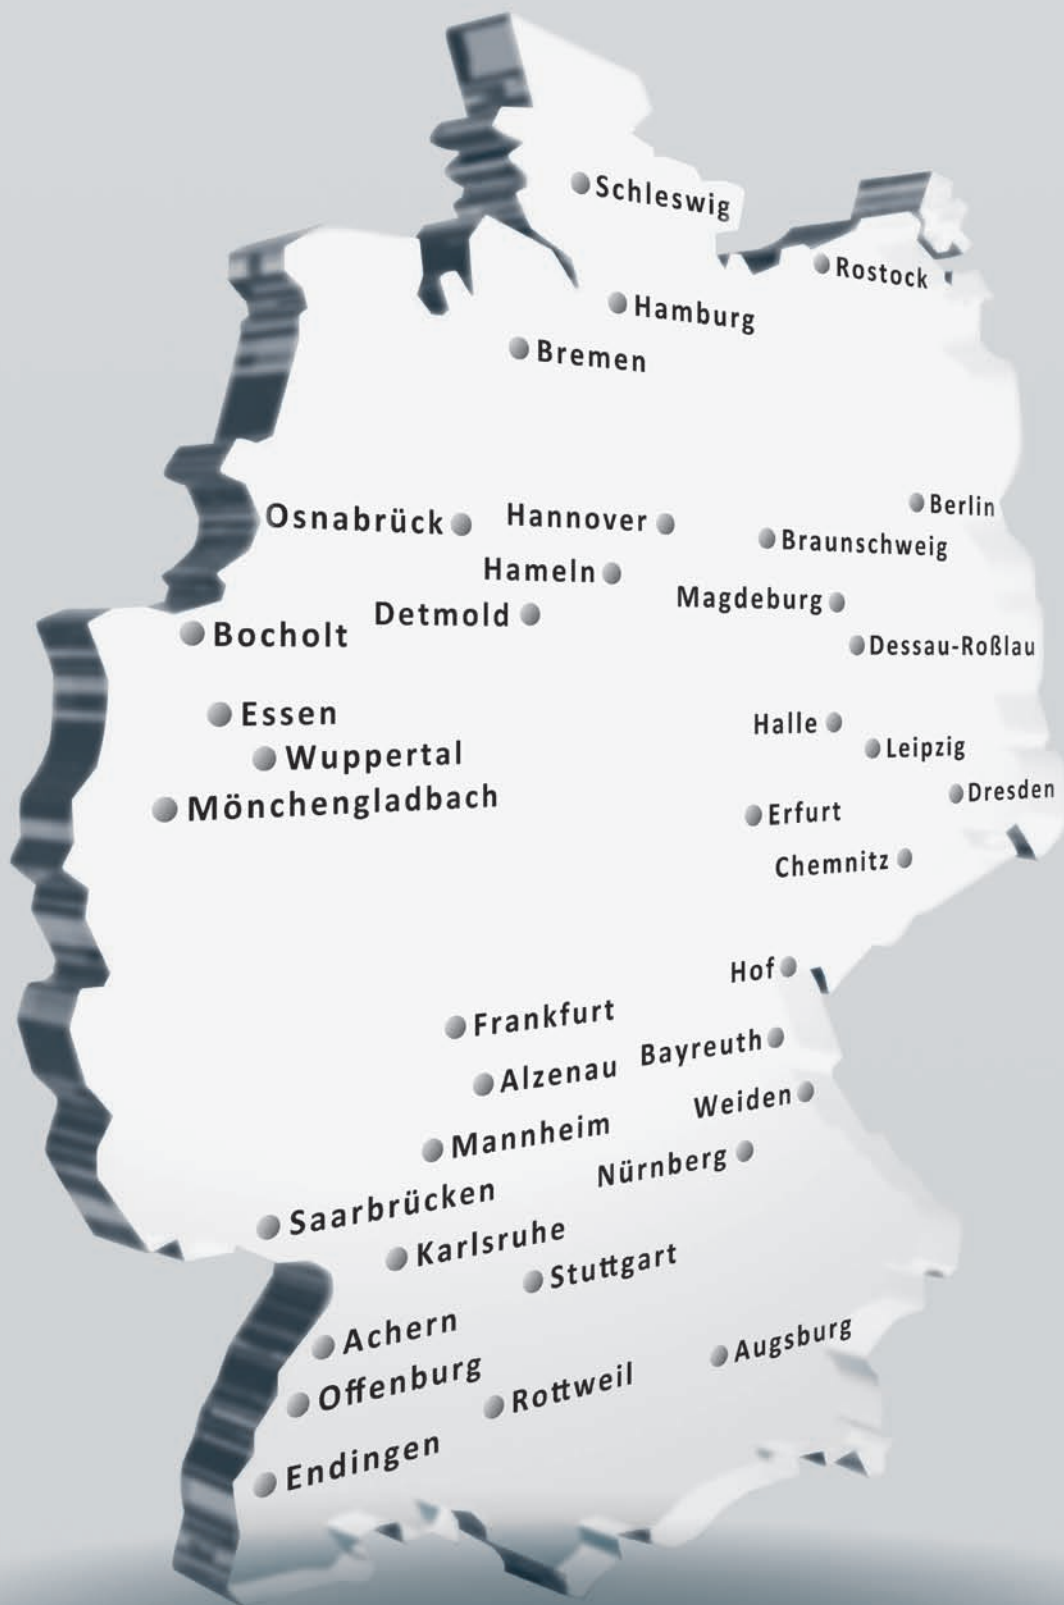 Schleswig
Rostock
Hamburg
Bremen
Berlin
Osnabrück
Hannover
Braunschweig
Hameln
Magdeburg
Detmold
Bocholt
Dessau-Roßlau
Essen
Halle
Leipzig
Wuppertal
Dresden
Mönchengladbach
Erfurt
Chemnitz
Hof
Frankfurt
Bayreuth
Alzenau
Weiden
Mannheim
Nürnberg
Saarbrücken
Karlsruhe
Stuttgart
Achern
Augsburg
Offenburg
Rottweil
Endingen